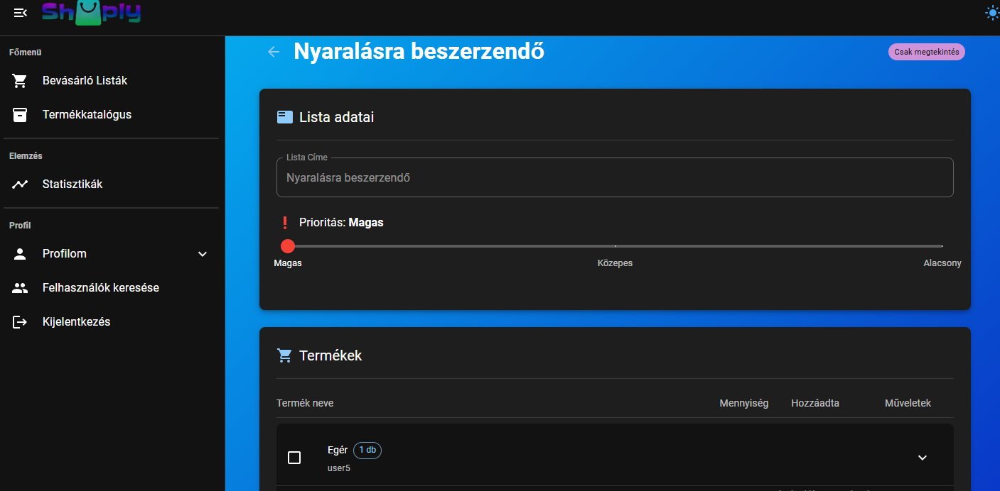 Shoply
Főmenü
Bevásárló Listák
Termékkatalógus
Elemzés
Statisztikák
Profil
Profilom
Felhasználók keresése
Kijelentkezés
Nyaralásra beszerzendő
Csak megtekintés
Lista adatai
Lista Címe
Nyaralásra beszerzendő
Prioritás: Magas
Magas
Közepes
Alacsony
Termékek
Termék neve
Mennyiség
Hozzáadta
Műveletek
Egér 1 db
user5